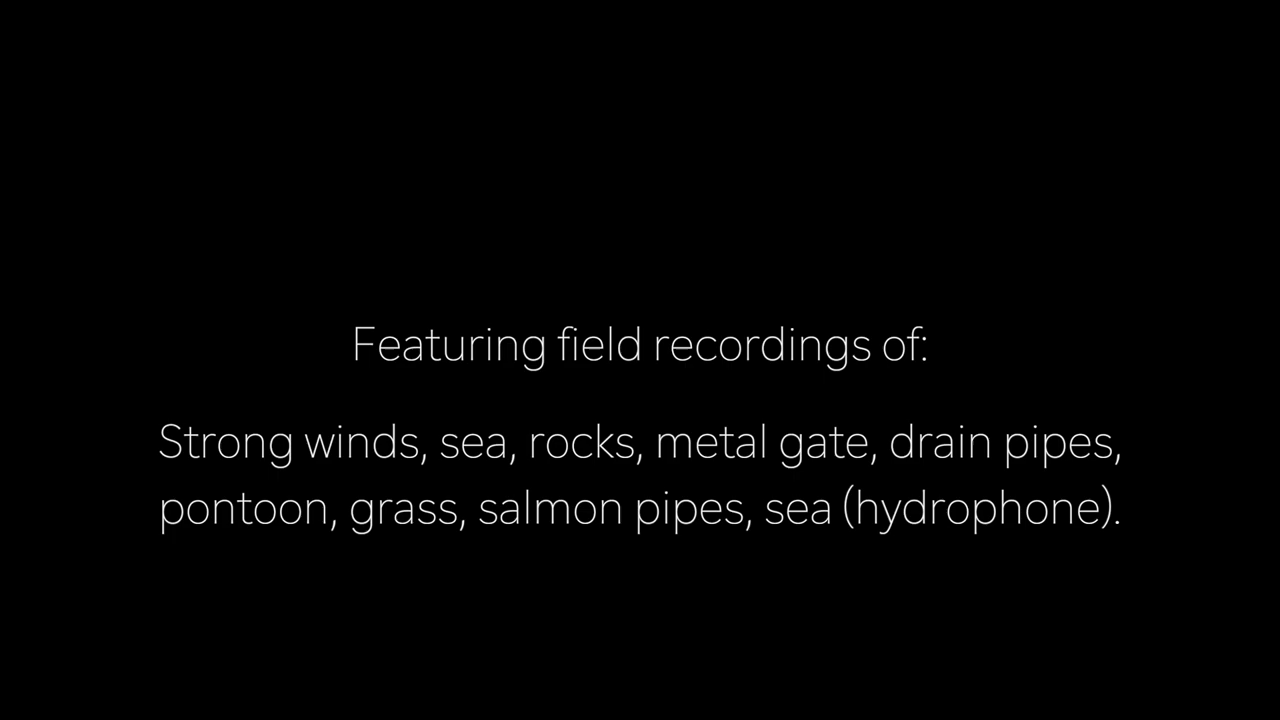 Featuring field recordings of:
Strong winds, sea, rocks, metal gate, drain pipes,
pontoon, grass, salmon pipes, sea (hydrophone).